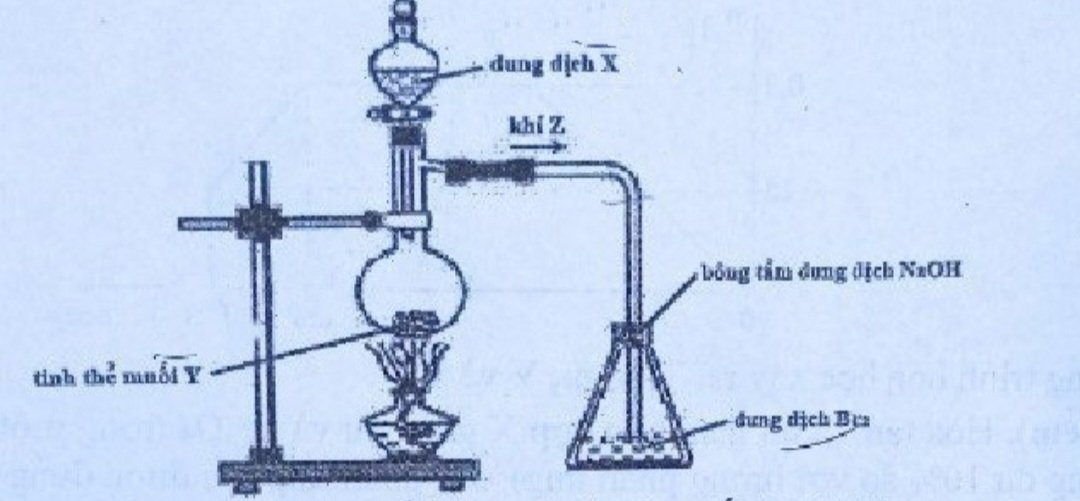 dung dịch X
khí Z
bông tẩm dung dịch NaOH
tinh thể muối Y
dung dịch Br₂